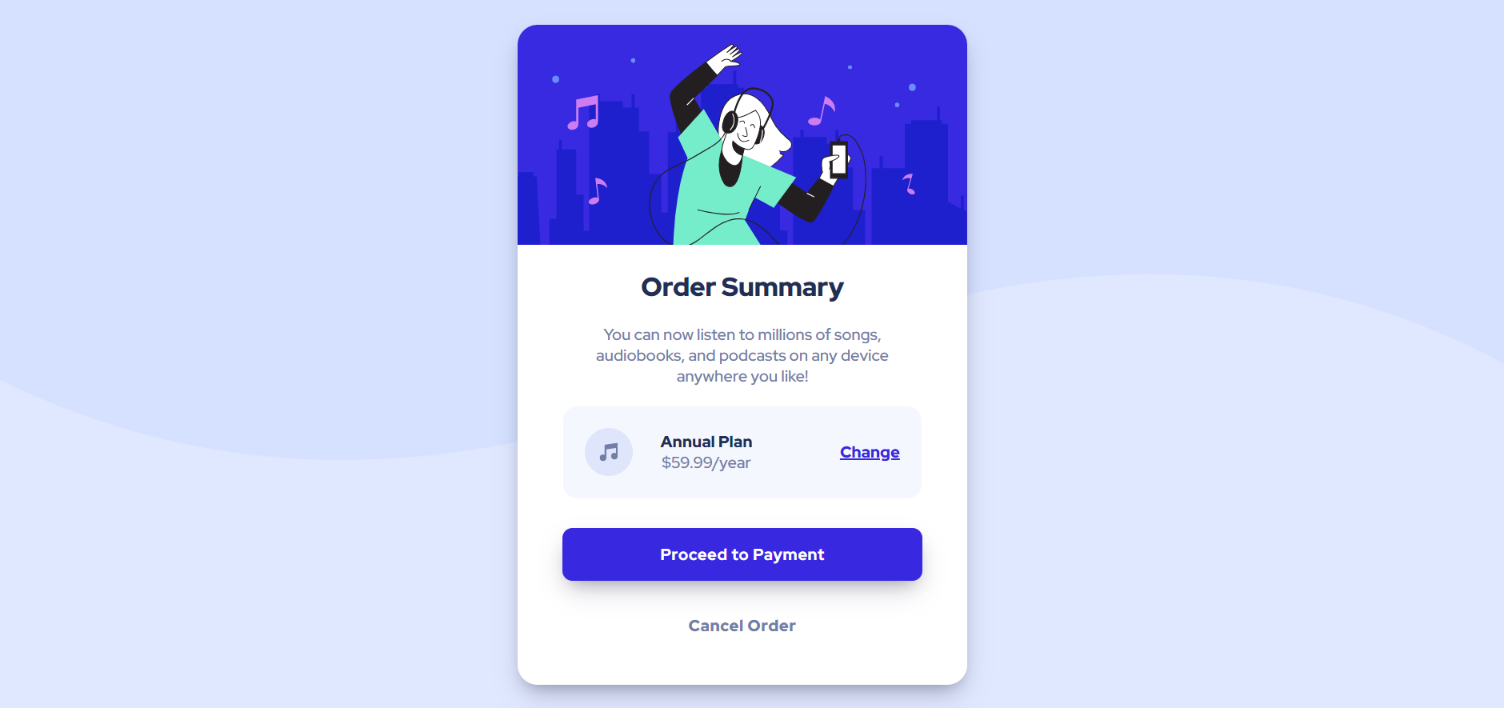 Order Summary
You can now listen to millions of songs,
audiobooks, and podcasts on any device
anywhere you like!
Annual Plan
$59.99/year
Change
Proceed to Payment
Cancel Order